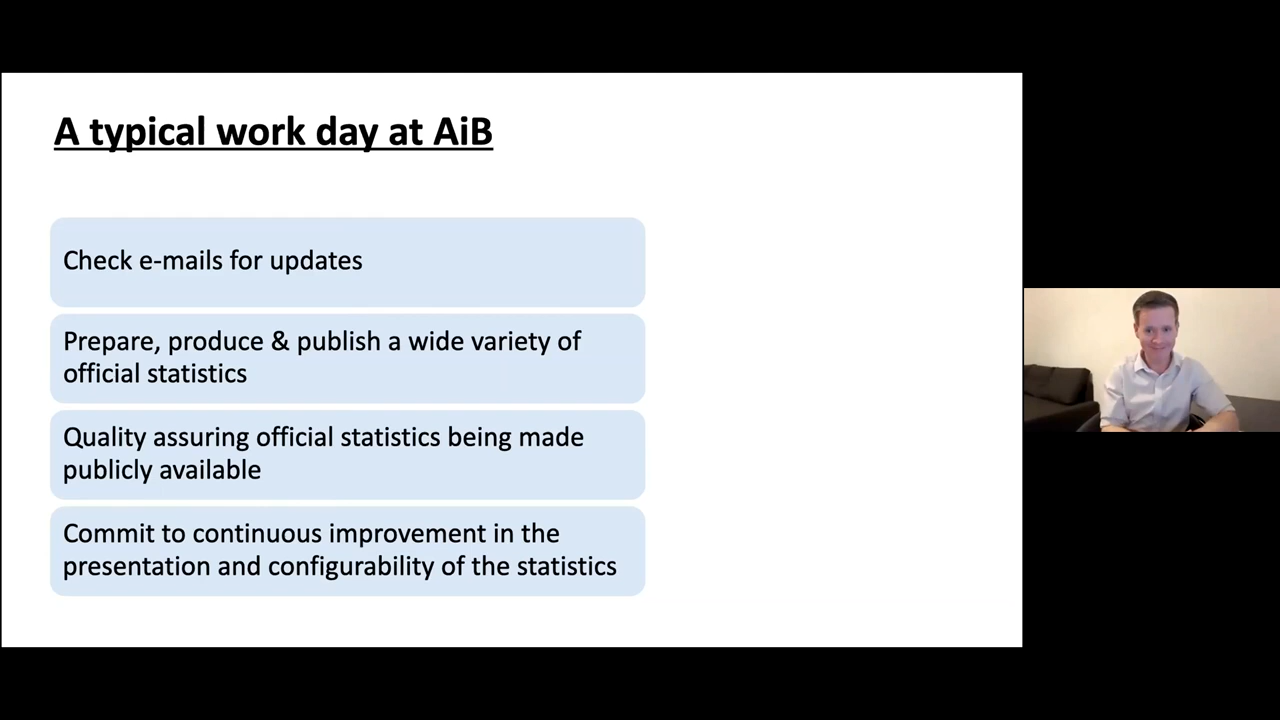 A typical work day at AiB
Check e-mails for updates
Prepare, produce & publish a wide variety of
official statistics
Quality assuring official statistics being made
publicly available
Commit to continuous improvement in the
presentation and configurability of the statistics